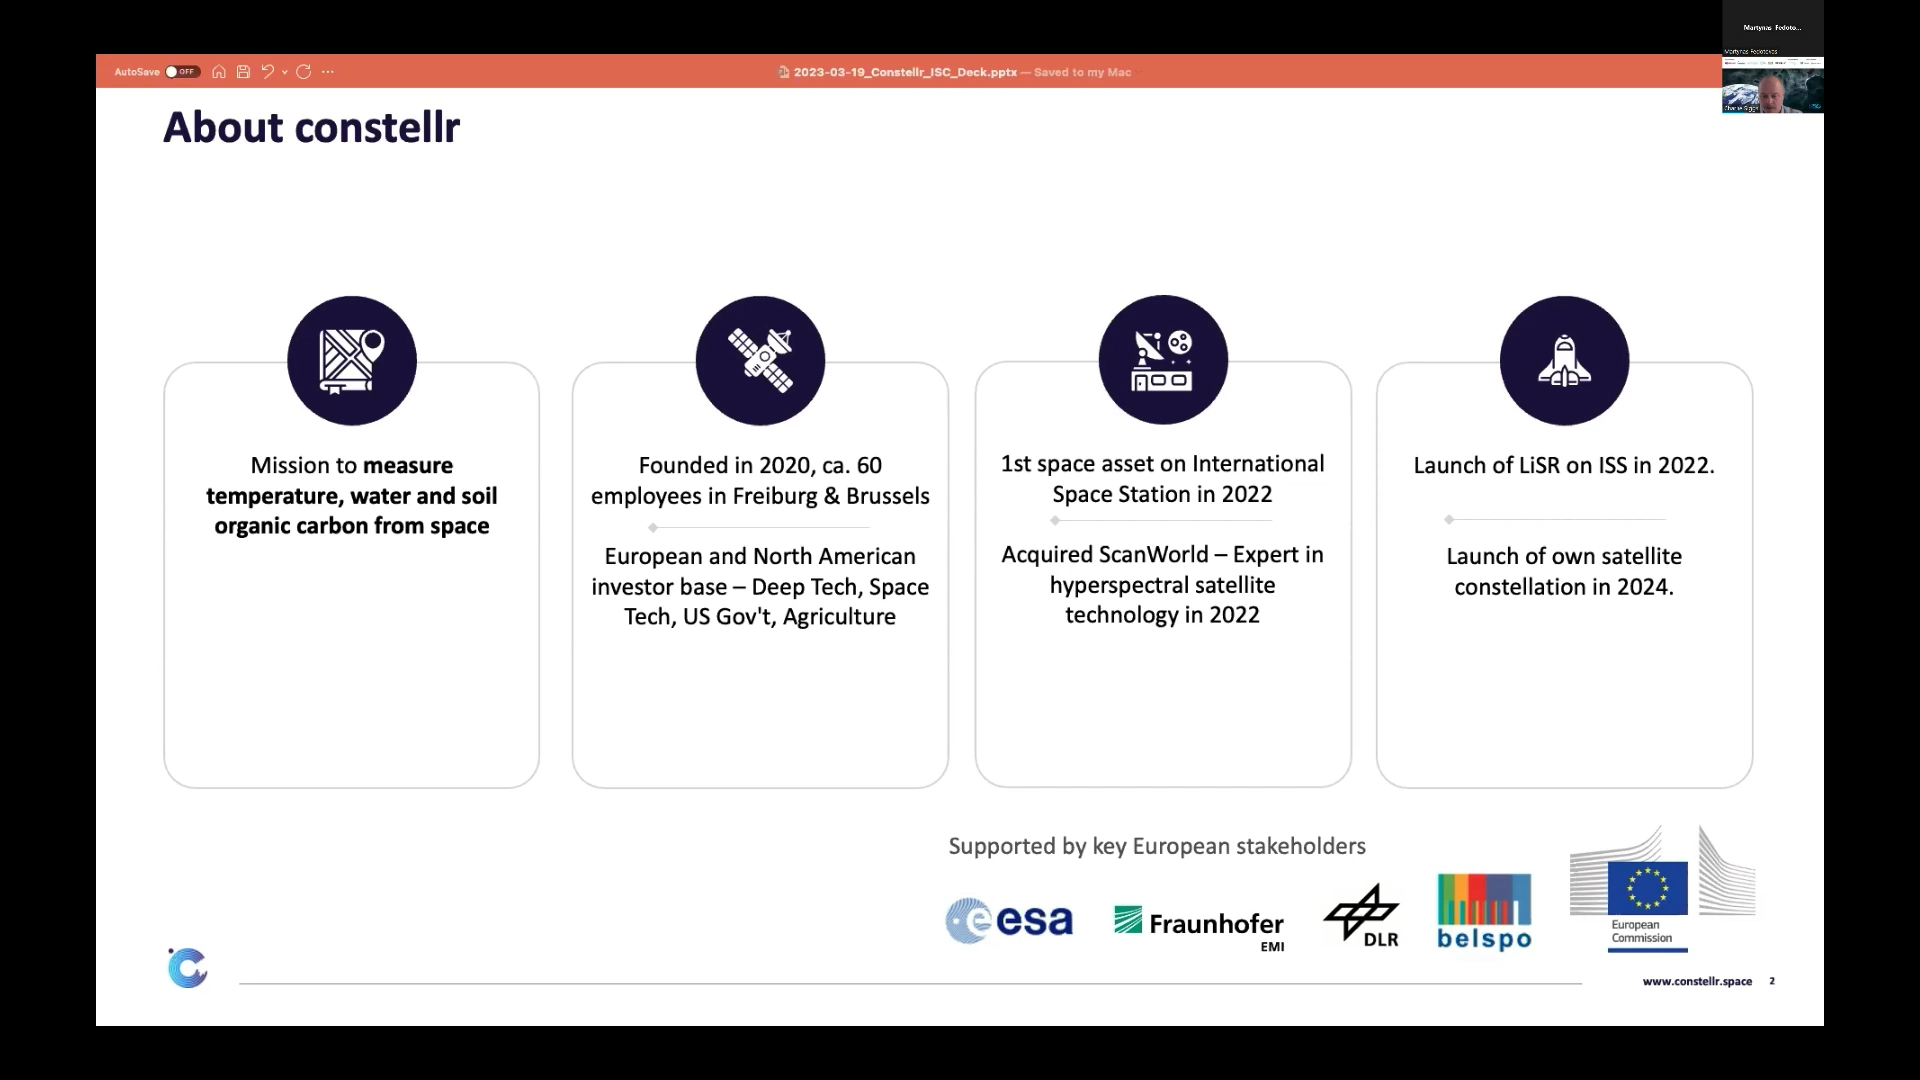 Martynas Fedoto...
Martynas Fedotovas
AutoSave OFF
2023-03-19_Constellr_ISC_Deck.pptx — Saved to my Mac
About constellr
Mission to measure
temperature, water and soil
organic carbon from space
Founded in 2020, ca. 60
employees in Freiburg & Brussels
European and North American
investor base – Deep Tech, Space
Tech, US Gov't, Agriculture
1st space asset on International
Space Station in 2022
Acquired ScanWorld – Expert in
hyperspectral satellite
technology in 2022
Launch of LiSR on ISS in 2022.
Launch of own satellite
constellation in 2024.
Supported by key European stakeholders
esa
Fraunhofer
EMI
DLR
belspo
European
Commission
www.constellr.space 2